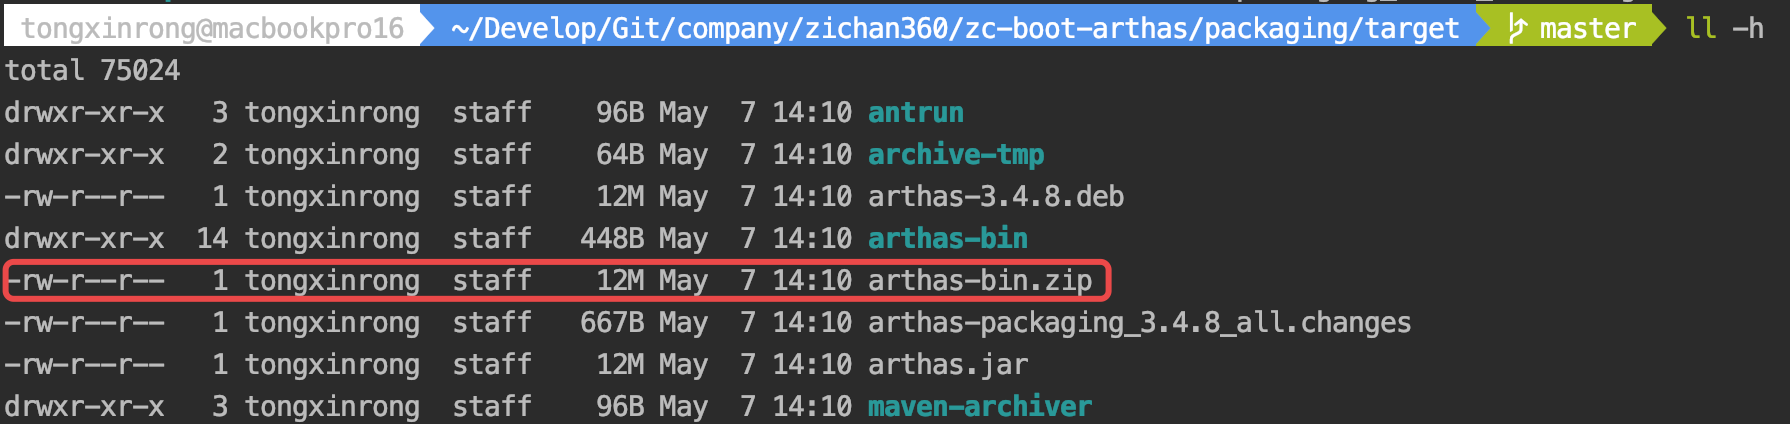 tongxinrong@macbookpro16 ~/Develop/Git/company/zichan360/zc-boot-arthas/packaging/target master ll -h
total 75024
drwxr-xr-x 3 tongxinrong staff 96B May 7 14:10 antrun
drwxr-xr-x 2 tongxinrong staff 64B May 7 14:10 archive-tmp
-rw-r--r-- 1 tongxinrong staff 12M May 7 14:10 arthas-3.4.8.deb
drwxr-xr-x 14 tongxinrong staff 448B May 7 14:10 arthas-bin
-rw-r--r-- 1 tongxinrong staff 12M May 7 14:10 arthas-bin.zip
-rw-r--r-- 1 tongxinrong staff 667B May 7 14:10 arthas-packaging_3.4.8_all.changes
-rw-r--r-- 1 tongxinrong staff 12M May 7 14:10 arthas.jar
drwxr-xr-x 3 tongxinrong staff 96B May 7 14:10 maven-archiver